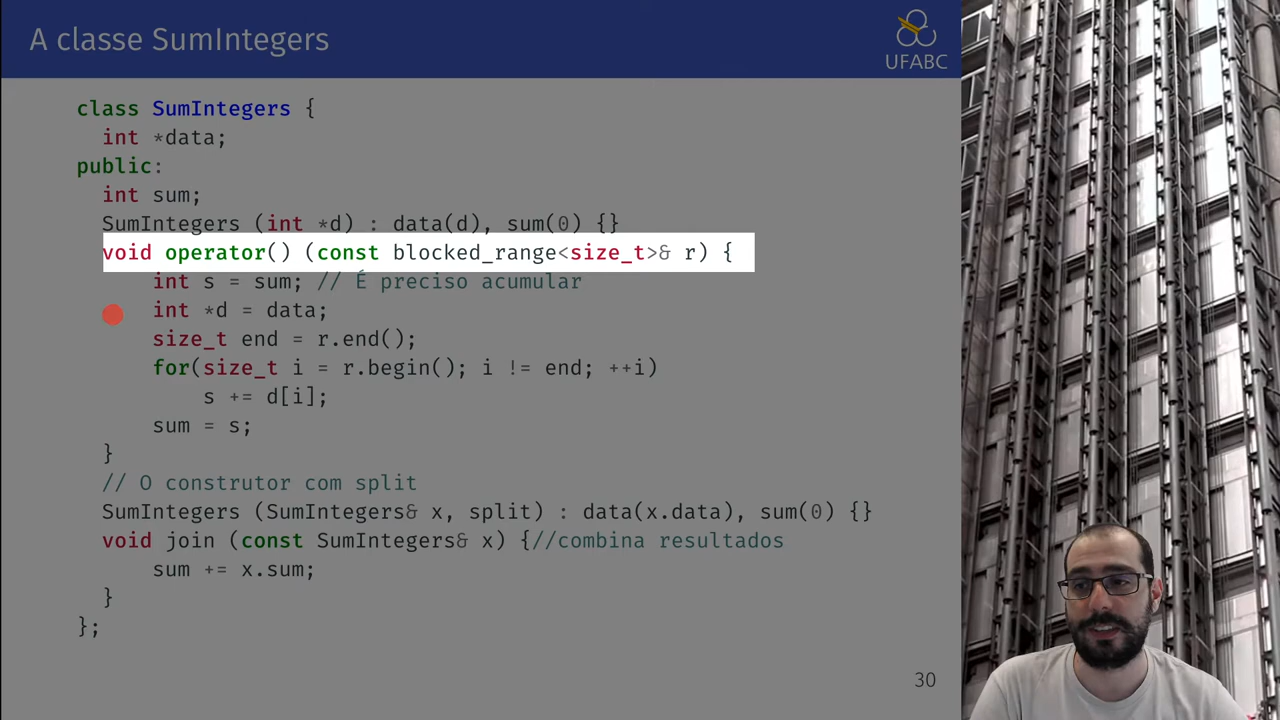 A classe SumIntegers
UFABC
class SumIntegers {
int *data;
public:
int sum;
SumIntegers (int *d) : data(d), sum(0) {}
void operator() (const blocked_range<size_t>& r) {
int s = sum; // É preciso acumular
int *d = data;
size_t end = r.end();
for(size_t i = r.begin(); i != end; ++i)
s += d[i];
sum = s;
}
// O construtor com split
SumIntegers (SumIntegers& x, split) : data(x.data), sum(0) {}
void join (const SumIntegers& x) {//combina resultados
sum += x.sum;
}
};
30